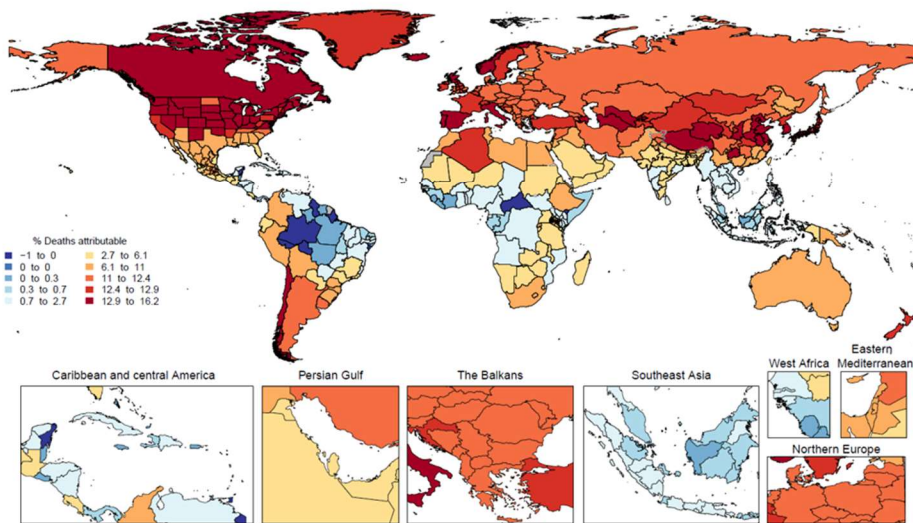 % Deaths attributable
−1 to 0
0 to 0
0 to 0.3
0.3 to 0.7
0.7 to 2.7
2.7 to 6.1
6.1 to 11
11 to 12.4
12.4 to 12.9
12.9 to 16.2
Caribbean and central America
Persian Gulf
The Balkans
Southeast Asia
West Africa
Eastern
Mediterranean
Northern Europe